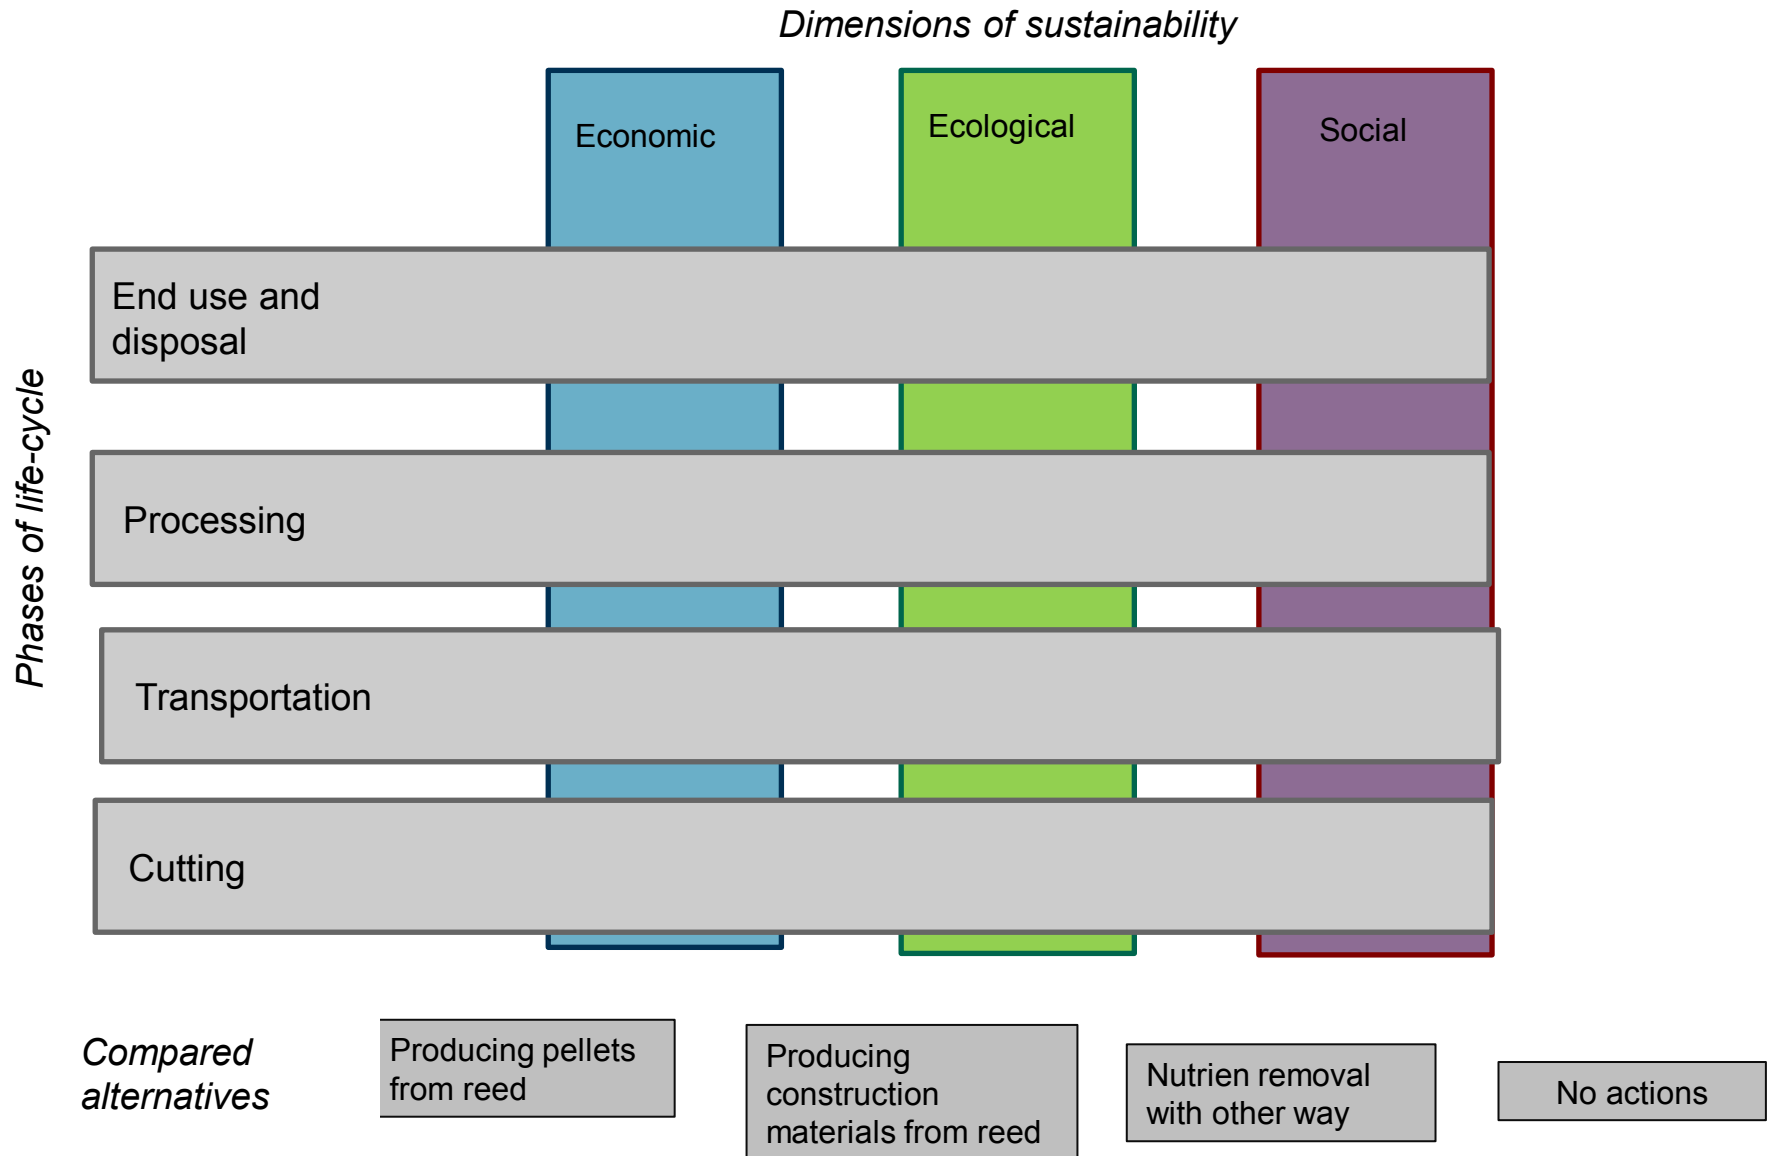 Dimensions of sustainability
Economic
Ecological
Social
Phases of life-cycle
End use and
disposal
Processing
Transportation
Cutting
Compared
alternatives
Producing pellets
from reed
Producing
construction
materials from reed
Nutrien removal
with other way
No actions